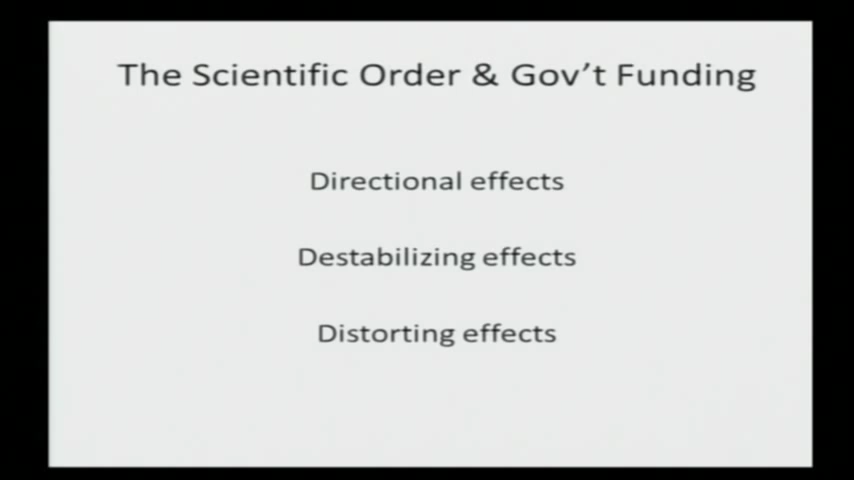 The Scientific Order & Gov't Funding
Directional effects
Destabilizing effects
Distorting effects